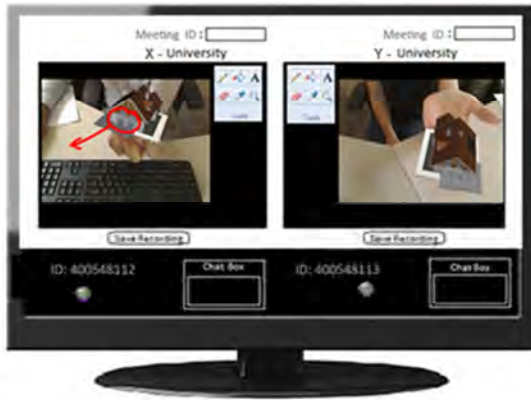 Meeting ID:
X - University
Save Recording
ID: 400548112
Chat Box
Meeting ID:
Y - University
Save Recording
ID: 400548113
Chat Box